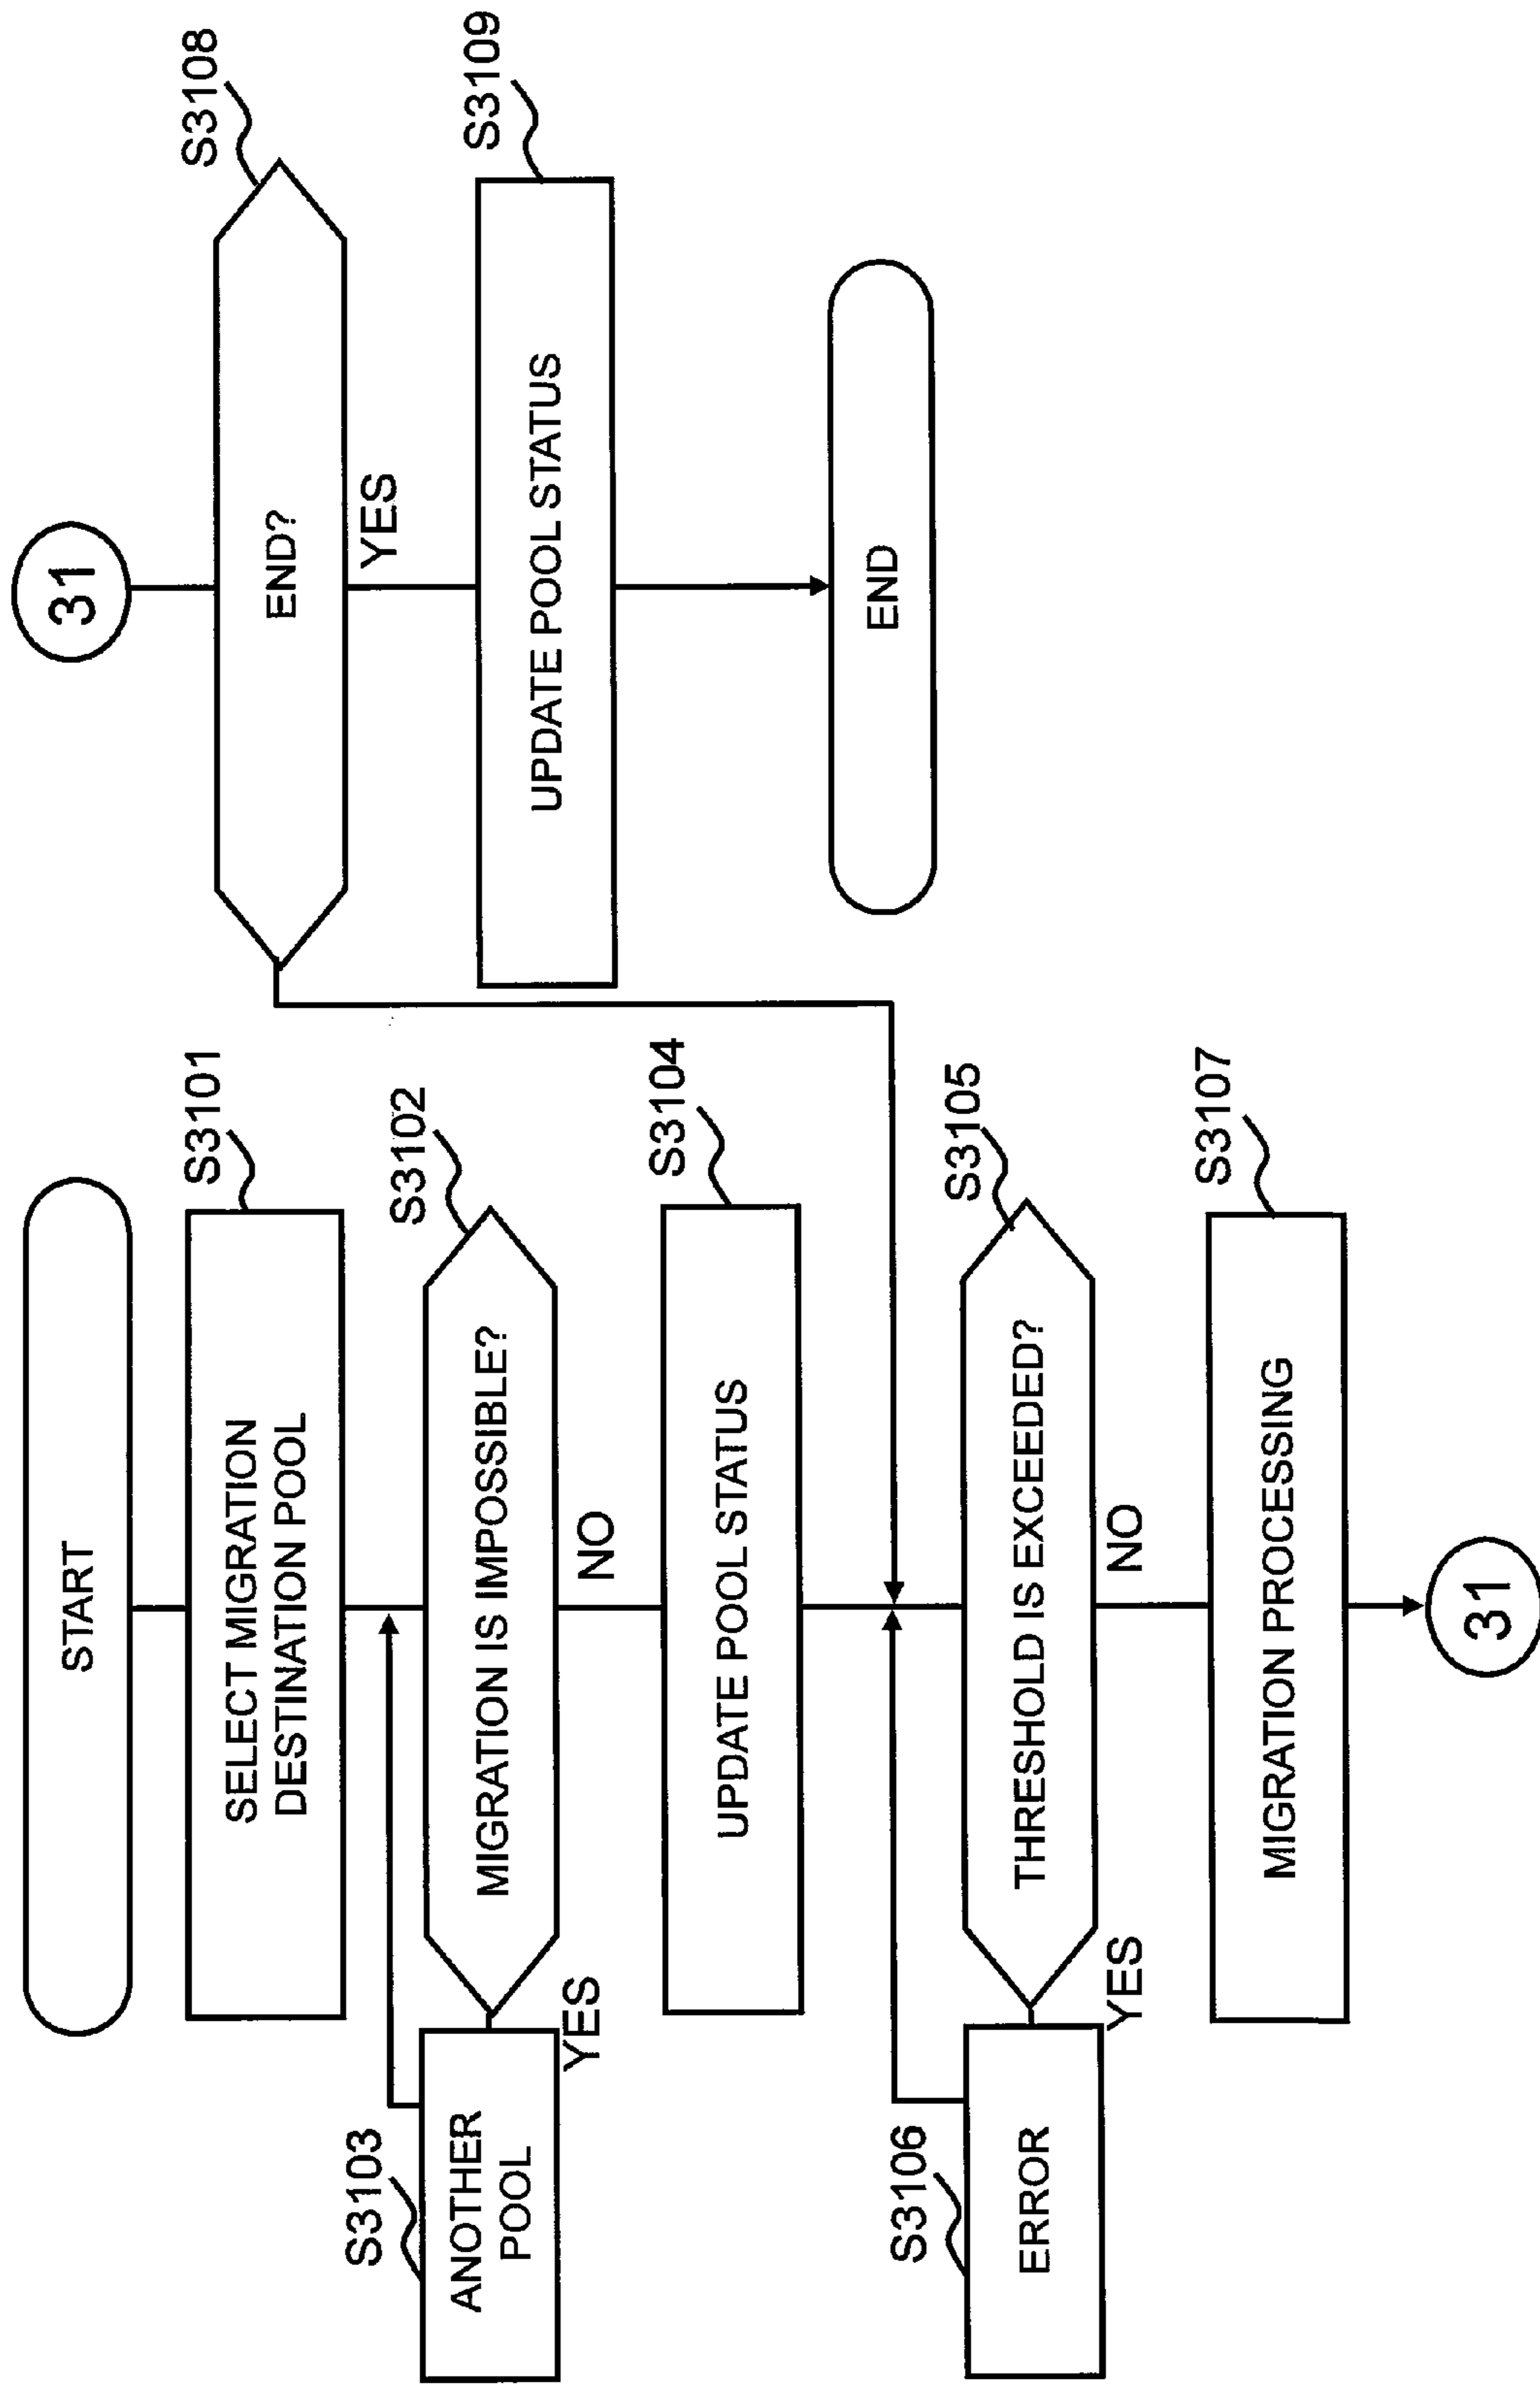 START
S3101
SELECT MIGRATION
DESTINATION POOL
S3102
MIGRATION IS IMPOSSIBLE?
YES
NO
S3103
ANOTHER
POOL
S3104
UPDATE POOL STATUS
S3105
THRESHOLD IS EXCEEDED?
YES
NO
S3106
ERROR
S3107
MIGRATION PROCESSING
31
31
S3108
END?
YES
S3109
UPDATE POOL STATUS
END